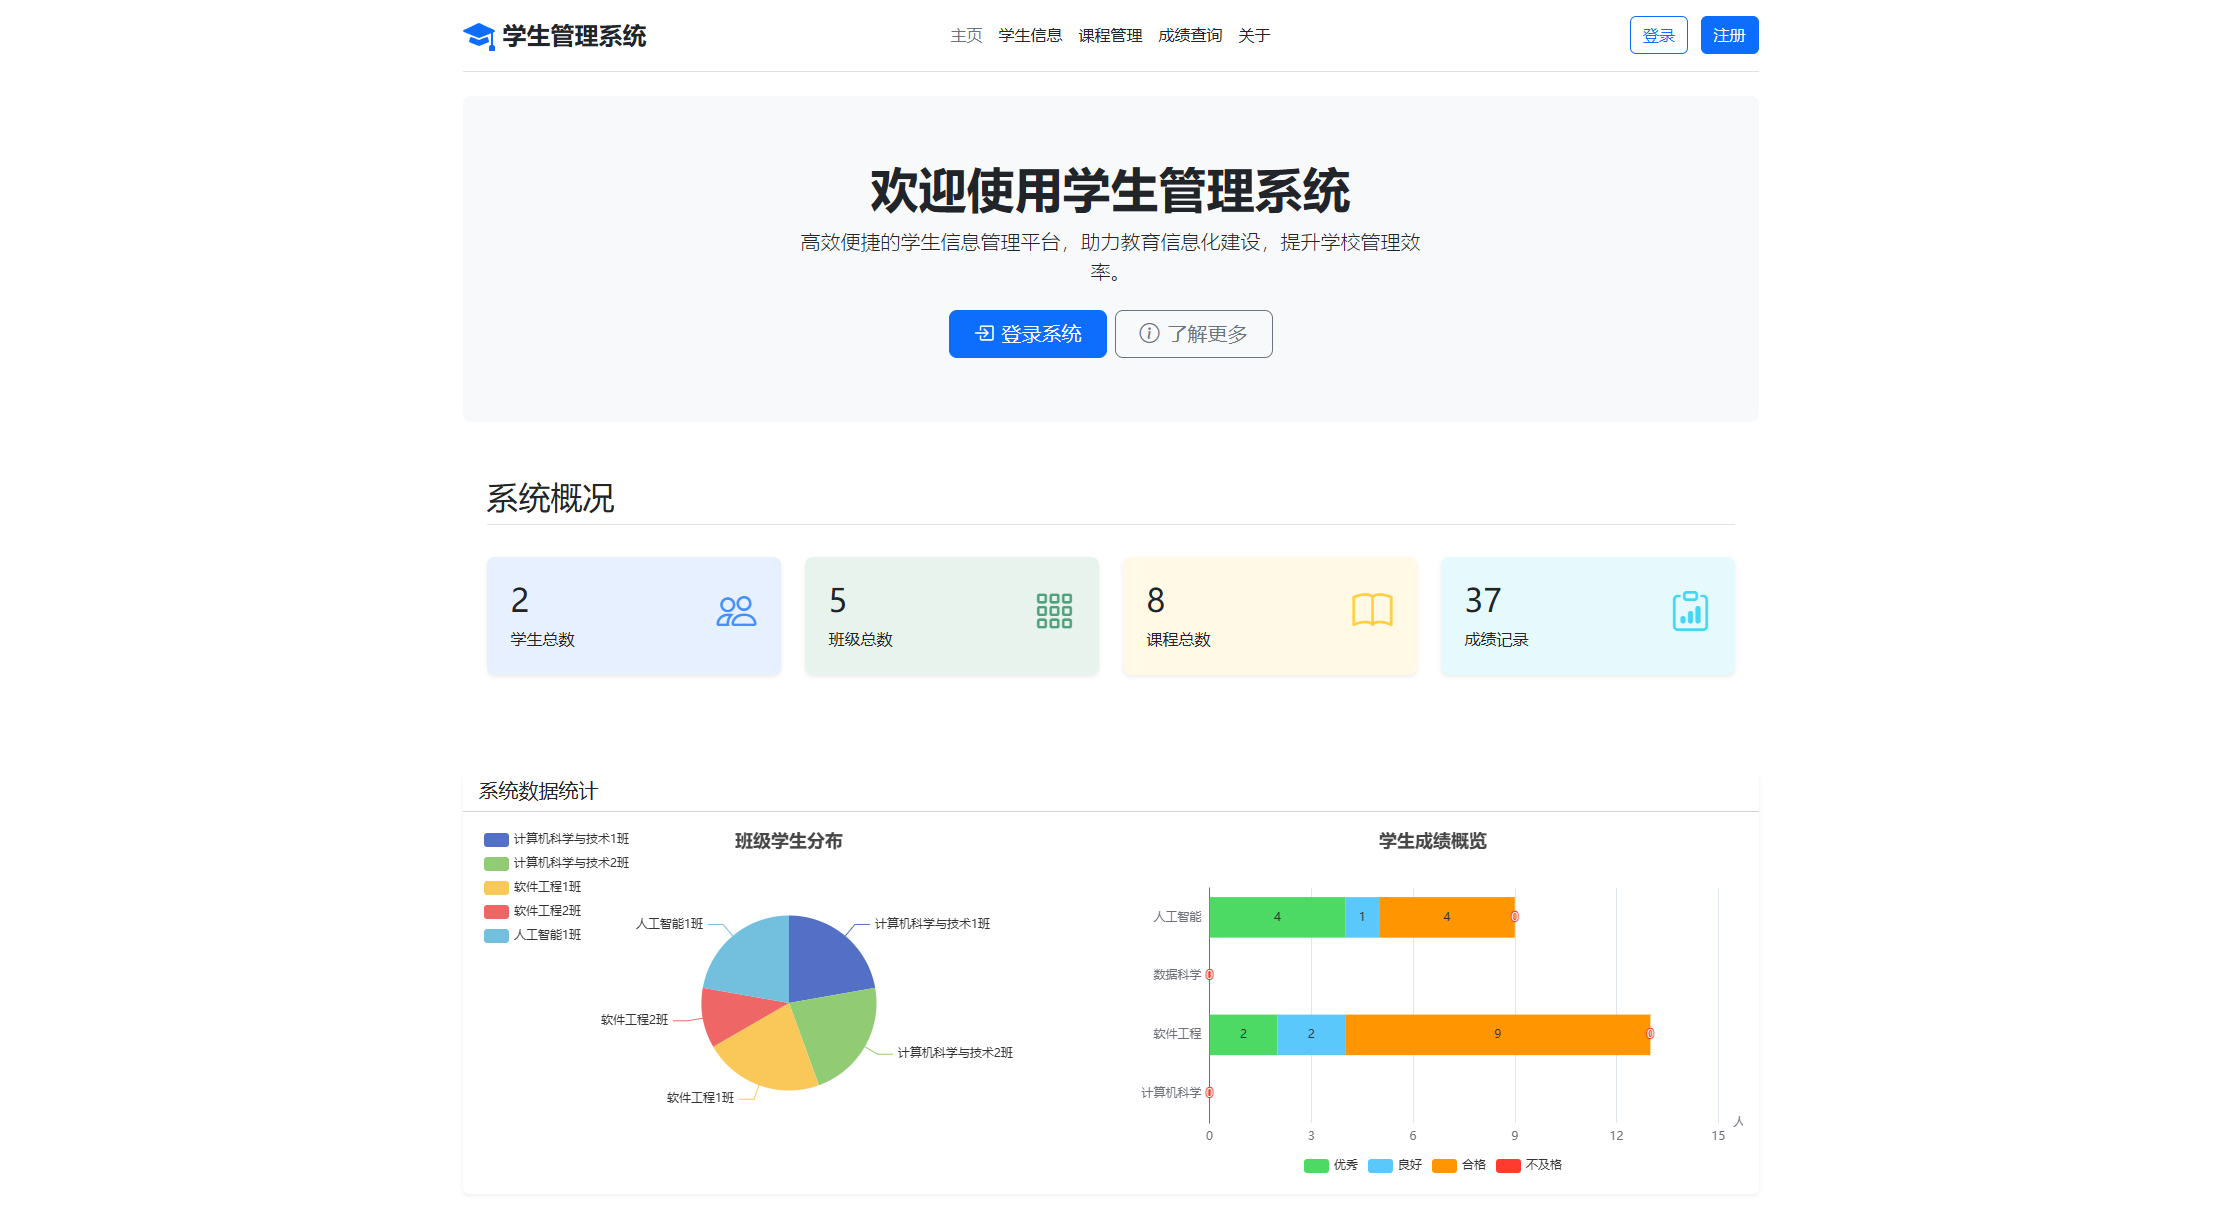 学生管理系统
主页 学生信息 课程管理 成绩查询 关于
登录 注册
欢迎使用学生管理系统
高效便捷的学生信息管理平台，助力教育信息化建设，提升学校管理效
率。
登录系统 了解更多
系统概况
2
学生总数
5
班级总数
8
课程总数
37
成绩记录
系统数据统计
班级学生分布
计算机科学与技术1班
计算机科学与技术2班
软件工程1班
软件工程2班
人工智能1班
人工智能1班
计算机科学与技术1班
软件工程2班
计算机科学与技术2班
软件工程1班
学生成绩概览
人工智能 4 1 4 0
数据科学 0
软件工程 2 2 9 0
计算机科学 0
人
0 3 6 9 12 15
优秀 良好 合格 不及格